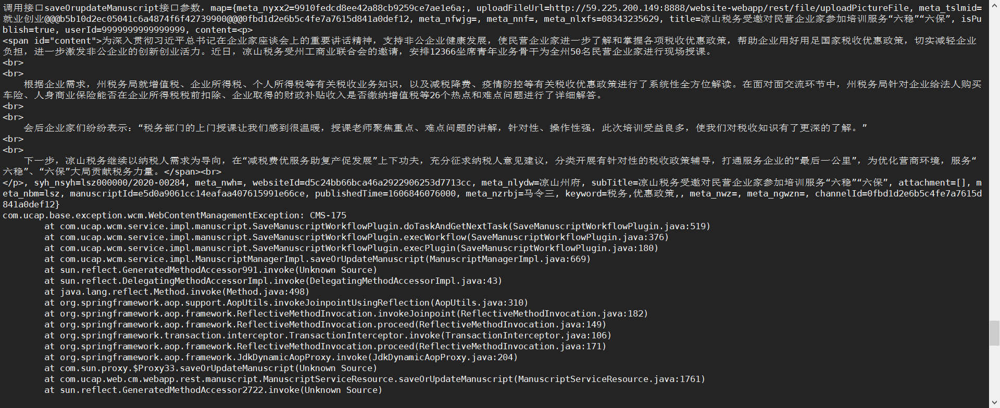 调用接口saveOrupdateManuscript接口参数，map={meta_nyxx2=9910fedcd8ee42a88cb9259ce7ae1e6a;, uploadFileUrl=http://59.225.200.149:8888/website-webapp/rest/file/uploadPictureFile, meta_tslmid=
就业创业@@@b5b10d2ec05041c6a4874f6f42739900@@@0fbd1d2e6b5c4fe7a7615d841a0def12, meta_nfwjg=, meta_nnf=, meta_nlxfs=08343235629, title=凉山税务受邀对民营企业家参加培训服务“六稳”“六保”, isPu
blish=true, userId=9999999999999999, content=<p>
<span id="content">为深入贯彻习近平总书记在企业家座谈会上的重要讲话精神，支持非公企业健康发展，使民营企业家进一步了解和掌握各项税收优惠政策，帮助企业用好用足国家税收优惠政策，切实减轻企业
负担，进一步激发非公企业的创新创业活力。近日，凉山税务受州工商业联合会的邀请，安排12366坐席青年业务骨干为全州50名民营企业家进行现场授课。
<br>
<br>
根据企业需求，州税务局就增值税、企业所得税、个人所得税等有关税收业务知识，以及减税降费、疫情防控等有关税收优惠政策进行了系统性全方位解读。在面对面交流环节中，州税务局针对企业给法人购买
车险、人身商业保险能否在企业所得税税前扣除、企业取得的财政补贴收入是否缴纳增值税等26个热点和难点问题进行了详细解答。
<br>
<br>
会后企业家们纷纷表示：“税务部门的上门授课让我们感到很温暖，授课老师聚焦重点、难点问题的讲解，针对性、操作性强，此次培训受益良多，使我们对税收知识有了更深的了解。”
<br>
<br>
下一步，凉山税务继续以纳税人需求为导向，在“减税费优服务助复产促发展”上下功夫，充分征求纳税人意见建议，分类开展有针对性的税收政策辅导，打通服务企业的“最后一公里”，为优化营商环境，服务“
六稳”、“六保”大局贡献税务力量。</span><br>
</p>, syh_nsyh=lsz000000/2020-00284, meta_nwh=, websiteId=d5c24bb66bca46a2922906253d7713cc, meta_nlydw=凉山州府, subTitle=凉山税务受邀对民营企业家参加培训服务“六稳”“六保”, attachment=[], m
eta_nbm=lsz, manuscriptId=e5d0a9061cc14eafaa407615991e66ce, publishedTime=1606846076000, meta_nzrbj=马令三, keyword=税务,优惠政策,, meta_nwz=, meta_ngwzn=, channelId=0fbd1d2e6b5c4fe7a7615d
841a0def12}
com.ucap.base.exception.wcm.WebContentManagementException: CMS-175
at com.ucap.wcm.service.impl.manuscript.SaveManuscriptWorkflowPlugin.doTaskAndGetNextTask(SaveManuscriptWorkflowPlugin.java:519)
at com.ucap.wcm.service.impl.manuscript.SaveManuscriptWorkflowPlugin.execWorkflow(SaveManuscriptWorkflowPlugin.java:376)
at com.ucap.wcm.service.impl.manuscript.SaveManuscriptWorkflowPlugin.execPlugin(SaveManuscriptWorkflowPlugin.java:180)
at com.ucap.wcm.service.impl.ManuscriptManagerImpl.saveOrUpdateManuscript(ManuscriptManagerImpl.java:669)
at sun.reflect.GeneratedMethodAccessor991.invoke(Unknown Source)
at sun.reflect.DelegatingMethodAccessorImpl.invoke(DelegatingMethodAccessorImpl.java:43)
at java.lang.reflect.Method.invoke(Method.java:498)
at org.springframework.aop.support.AopUtils.invokeJoinpointUsingReflection(AopUtils.java:310)
at org.springframework.aop.framework.ReflectiveMethodInvocation.invokeJoinpoint(ReflectiveMethodInvocation.java:182)
at org.springframework.aop.framework.ReflectiveMethodInvocation.proceed(ReflectiveMethodInvocation.java:149)
at org.springframework.transaction.interceptor.TransactionInterceptor.invoke(TransactionInterceptor.java:106)
at org.springframework.aop.framework.ReflectiveMethodInvocation.proceed(ReflectiveMethodInvocation.java:171)
at org.springframework.aop.framework.JdkDynamicAopProxy.invoke(JdkDynamicAopProxy.java:204)
at com.sun.proxy.$Proxy33.saveOrUpdateManuscript(Unknown Source)
at com.ucap.web.cm.webapp.rest.manuscript.ManuscriptServiceResource.saveOrUpdateManuscript(ManuscriptServiceResource.java:1761)
at sun.reflect.GeneratedMethodAccessor2722.invoke(Unknown Source)